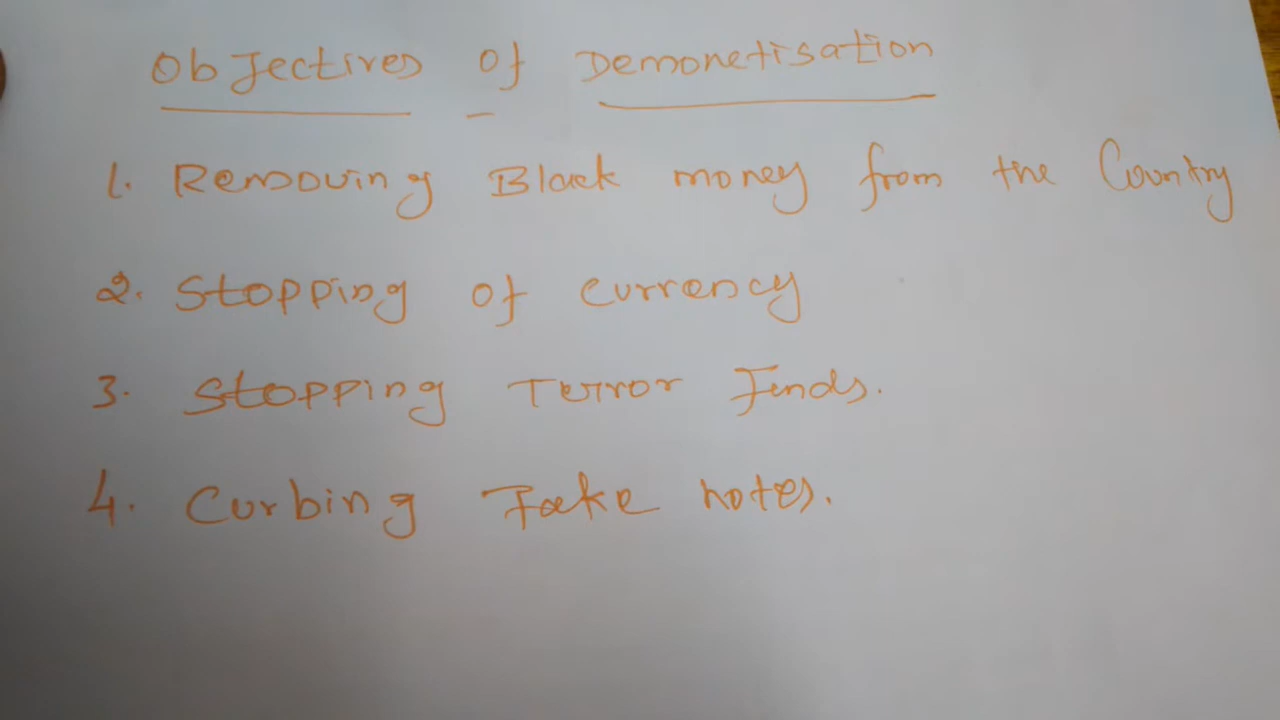 Objectives of Demonetisation
1. Removing Black money from the Country
2. Stopping of currency
3. Stopping Terror Funds.
4. Curbing Fake notes.